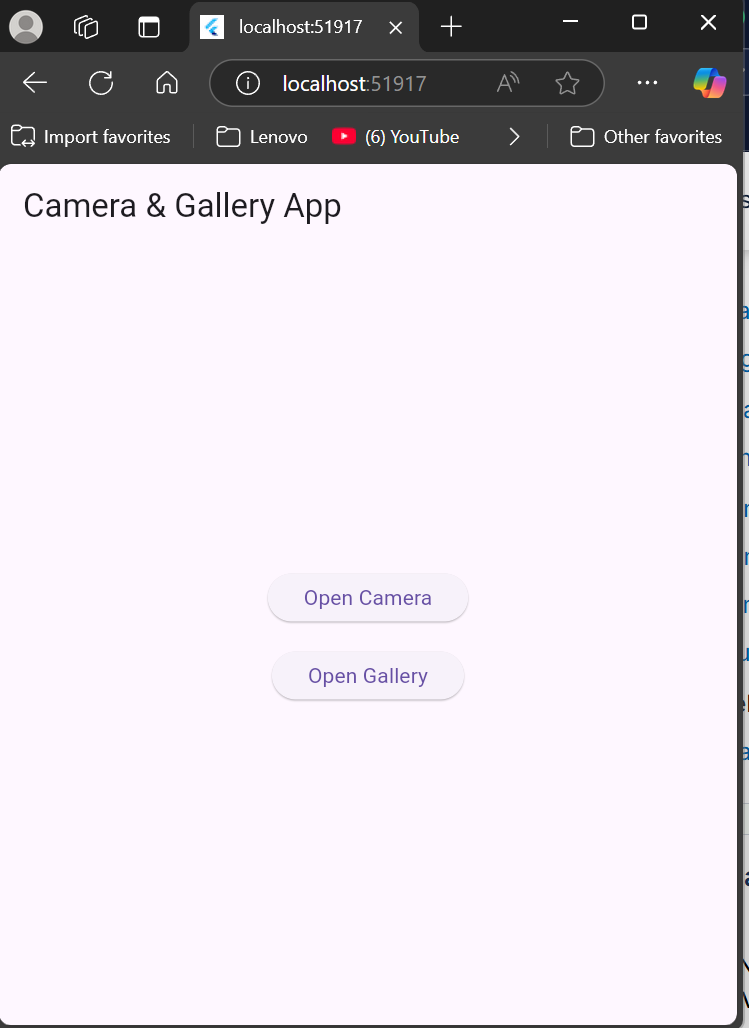 localhost:51917
localhost:51917
Import favorites
Lenovo
(6) YouTube
Other favorites
Camera & Gallery App
Open Camera
Open Gallery